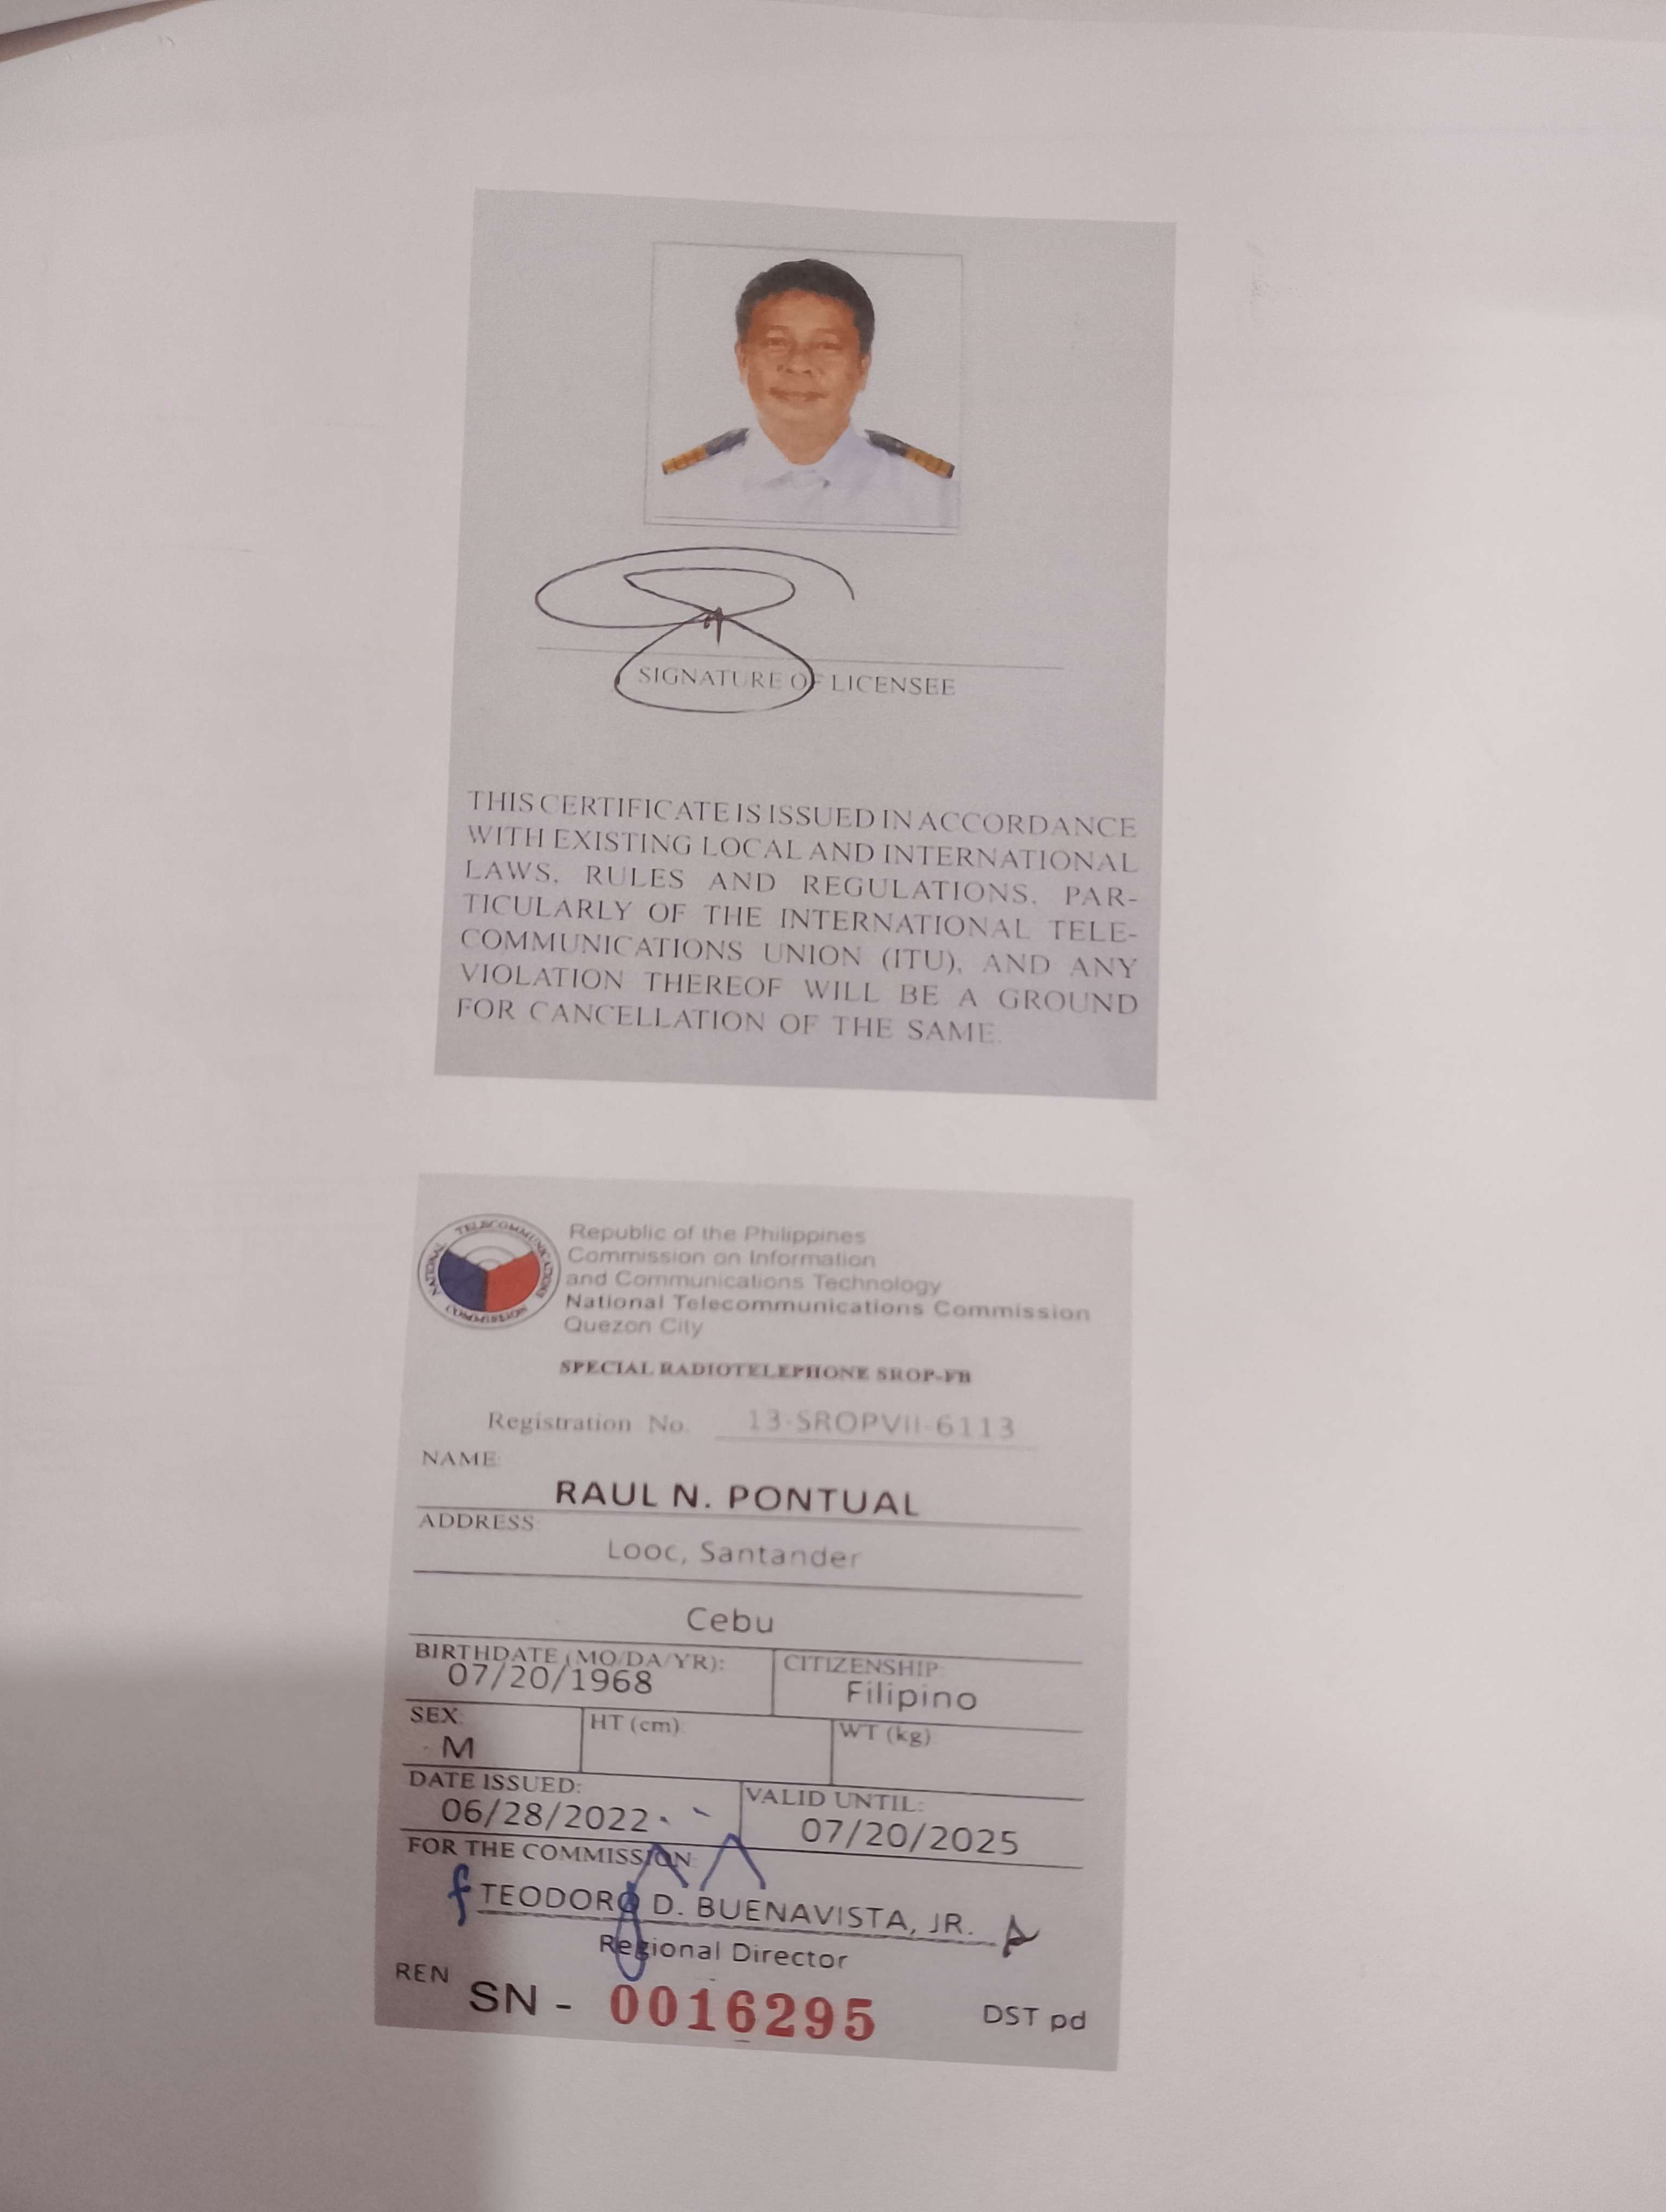 SIGNATURE OF LICENSEE
THIS CERTIFICATE IS ISSUED IN ACCORDANCE
WITH EXISTING LOCAL AND INTERNATIONAL
LAWS, RULES AND REGULATIONS, PAR-
TICULARLY OF THE INTERNATIONAL TELE-
COMMUNICATIONS UNION (ITU), AND ANY
VIOLATION THEREOF WILL BE A GROUND
FOR CANCELLATION OF THE SAME.
NATIONAL TELECOMMUNICATIONS COMMISSION
Republic of the Philippines
Commission on Information
and Communications Technology
National Telecommunications Commission
Quezon City
SPECIAL RADIOTELEPHONE SROP-FB
Registration No. 13-SROPVII-6113
NAME:
RAUL N. PONTUAL
ADDRESS:
Looc, Santander
Cebu
BIRTHDATE (MO/DA/YR): CITIZENSHIP:
07/20/1968 Filipino
SEX: HT (cm) WT (kg)
M
DATE ISSUED: VALID UNTIL:
06/28/2022 07/20/2025
FOR THE COMMISSION:
TEODORO D. BUENAVISTA, JR.
Regional Director
REN SN - 0016295 DST pd